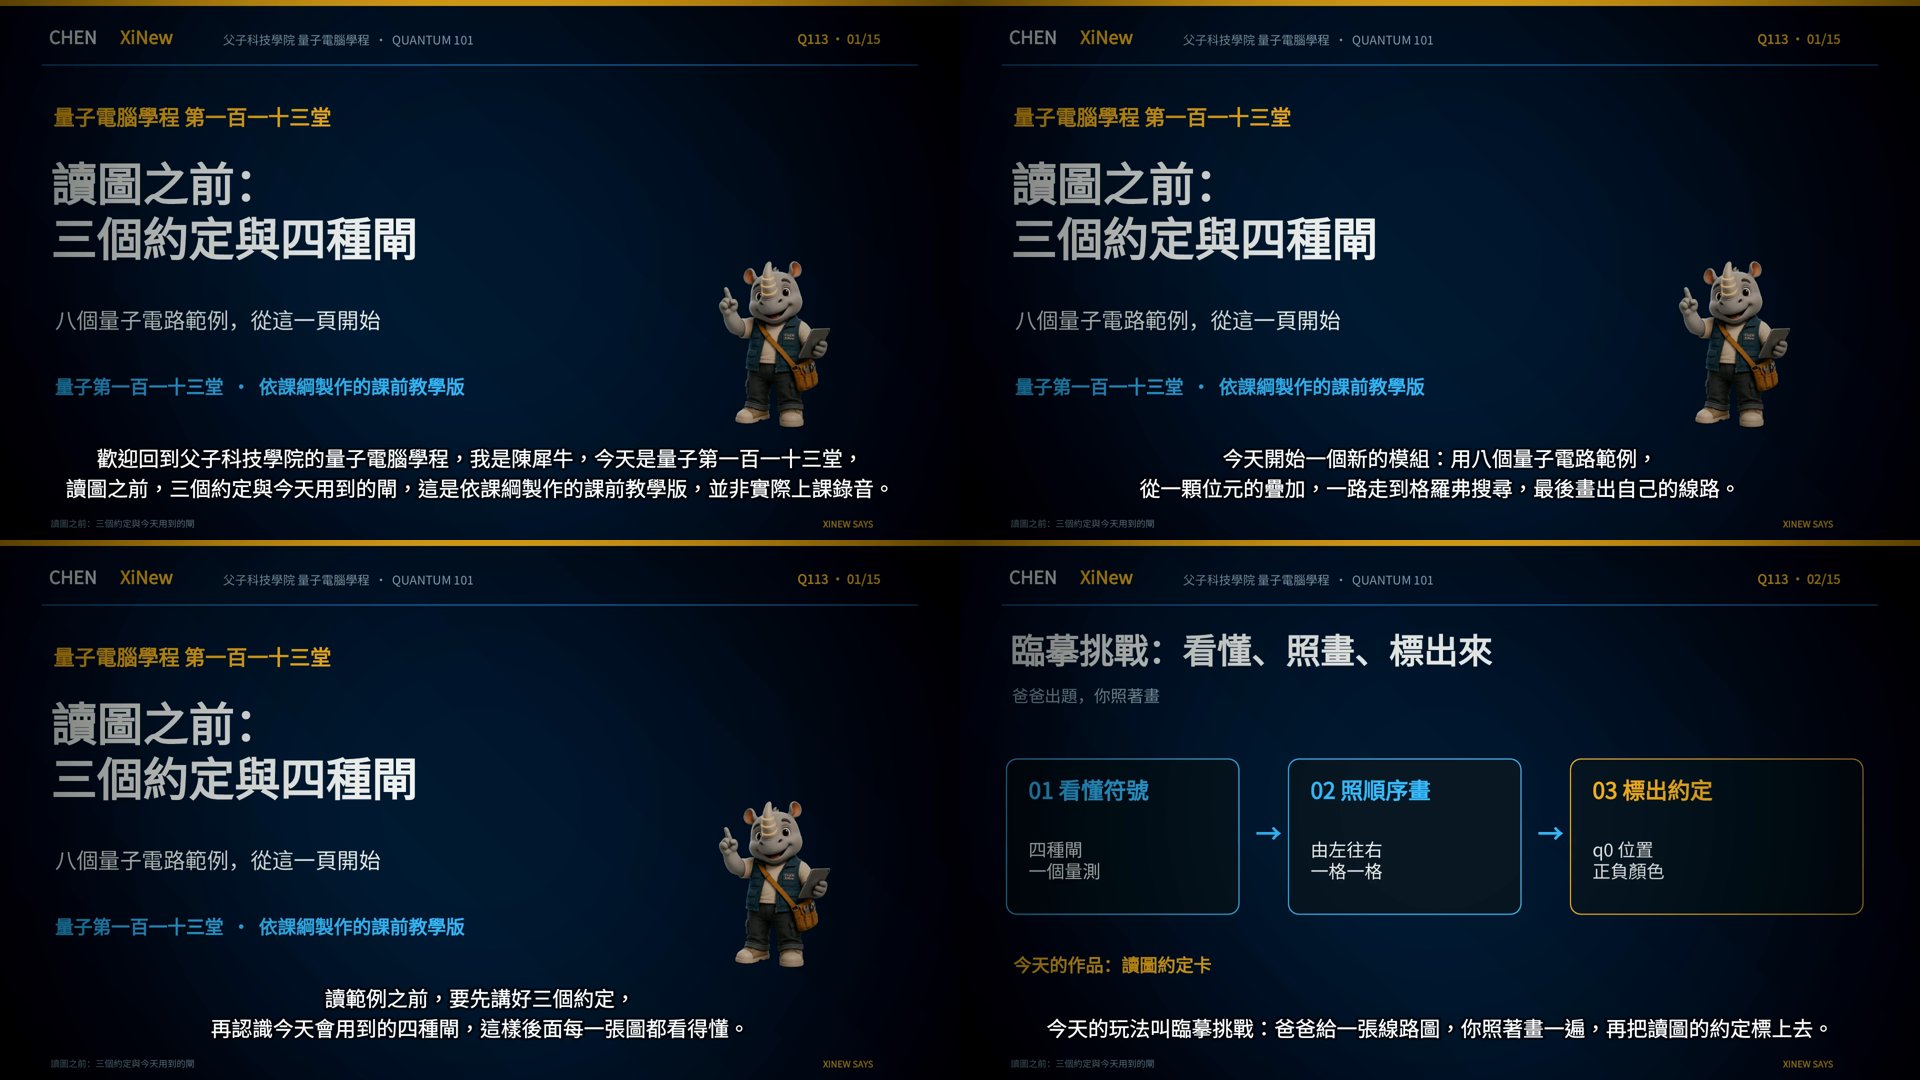 CHEN XiNew 父子科技學院 量子電腦學程 · QUANTUM 101 Q113 · 01/15
量子電腦學程 第一百一十三堂
讀圖之前：
三個約定與四種閘
八個量子電路範例，從這一頁開始
量子第一百一十三堂 · 依課綱製作的課前教學版
歡迎回到父子科技學院的量子電腦學程，我是陳犀牛，今天是量子第一百一十三堂，
讀圖之前，三個約定與今天用到的閘，這是依課綱製作的課前教學版，並非實際上課錄音。
讀圖之前：三個約定與今天用到的閘 XINEW SAYS
CHEN XiNew 父子科技學院 量子電腦學程 · QUANTUM 101 Q113 · 01/15
量子電腦學程 第一百一十三堂
讀圖之前：
三個約定與四種閘
八個量子電路範例，從這一頁開始
量子第一百一十三堂 · 依課綱製作的課前教學版
今天開始一個新的模組：用八個量子電路範例，
從一顆位元的疊加，一路走到格羅弗搜尋，最後畫出自己的線路。
讀圖之前：三個約定與今天用到的閘 XINEW SAYS
CHEN XiNew 父子科技學院 量子電腦學程 · QUANTUM 101 Q113 · 01/15
量子電腦學程 第一百一十三堂
讀圖之前：
三個約定與四種閘
八個量子電路範例，從這一頁開始
量子第一百一十三堂 · 依課綱製作的課前教學版
讀範例之前，要先講好三個約定，
再認識今天會用到的四種閘，這樣後面每一張圖都看得懂。
讀圖之前：三個約定與今天用到的閘 XINEW SAYS
CHEN XiNew 父子科技學院 量子電腦學程 · QUANTUM 101 Q113 · 02/15
臨摹挑戰：看懂、照畫、標出來
爸爸出題，你照著畫
01 看懂符號
四種閘
一個量測
→
02 照順序畫
由左往右
一格一格
→
03 標出約定
q0 位置
正負顏色
今天的作品：讀圖約定卡
今天的玩法叫臨摹挑戰：爸爸給一張線路圖，你照著畫一遍，再把讀圖的約定標上去。
讀圖之前：三個約定與今天用到的閘 XINEW SAYS